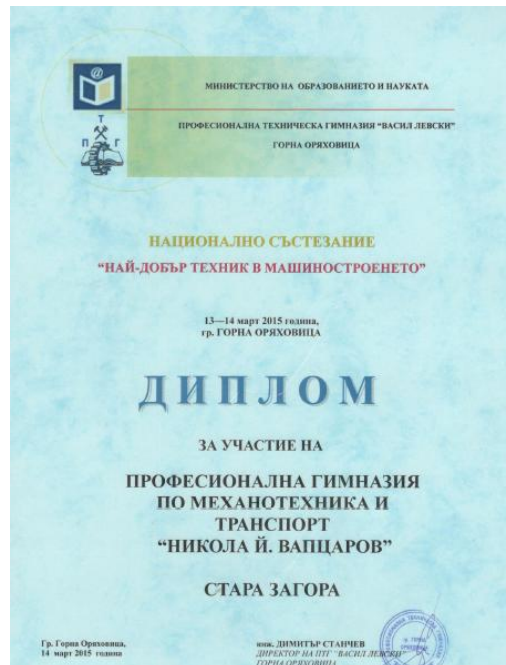 МИНИСТЕРСТВО НА ОБРАЗОВАНИЕТО И НАУКАТА
ПРОФЕСИОНАЛНА ТЕХНИЧЕСКА ГИМНАЗИЯ “ВАСИЛ ЛЕВСКИ”
ГОРНА ОРЯХОВИЦА
@
Т
П Г
НАЦИОНАЛНО СЪСТЕЗАНИЕ
“НАЙ-ДОБЪР ТЕХНИК В МАШИНОСТРОЕНЕТО”
13—14 март 2015 година,
гр. ГОРНА ОРЯХОВИЦА
ДИПЛОМ
ЗА УЧАСТИЕ НА
ПРОФЕСИОНАЛНА ГИМНАЗИЯ
ПО МЕХАНОТЕХНИКА И
ТРАНСПОРТ
“НИКОЛА Й. ВАПЦАРОВ”
СТАРА ЗАГОРА
Гр. Горна Оряховица,
14 март 2015 година
инж. ДИМИТЪР СТАНЧЕВ
ДИРЕКТОР НА ПТГ “ВАСИЛ ЛЕВСКИ”
ГОРНА ОРЯХОВИЦА